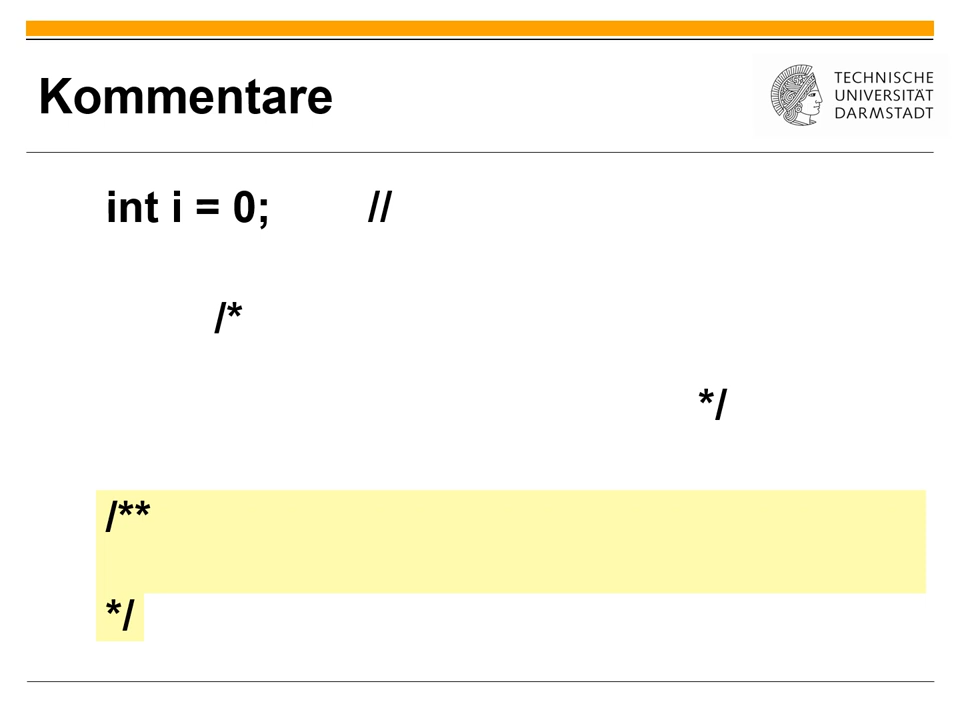 Kommentare
TECHNISCHE
UNIVERSITÄT
DARMSTADT
int i = 0; //
/*
*/
/**
*/